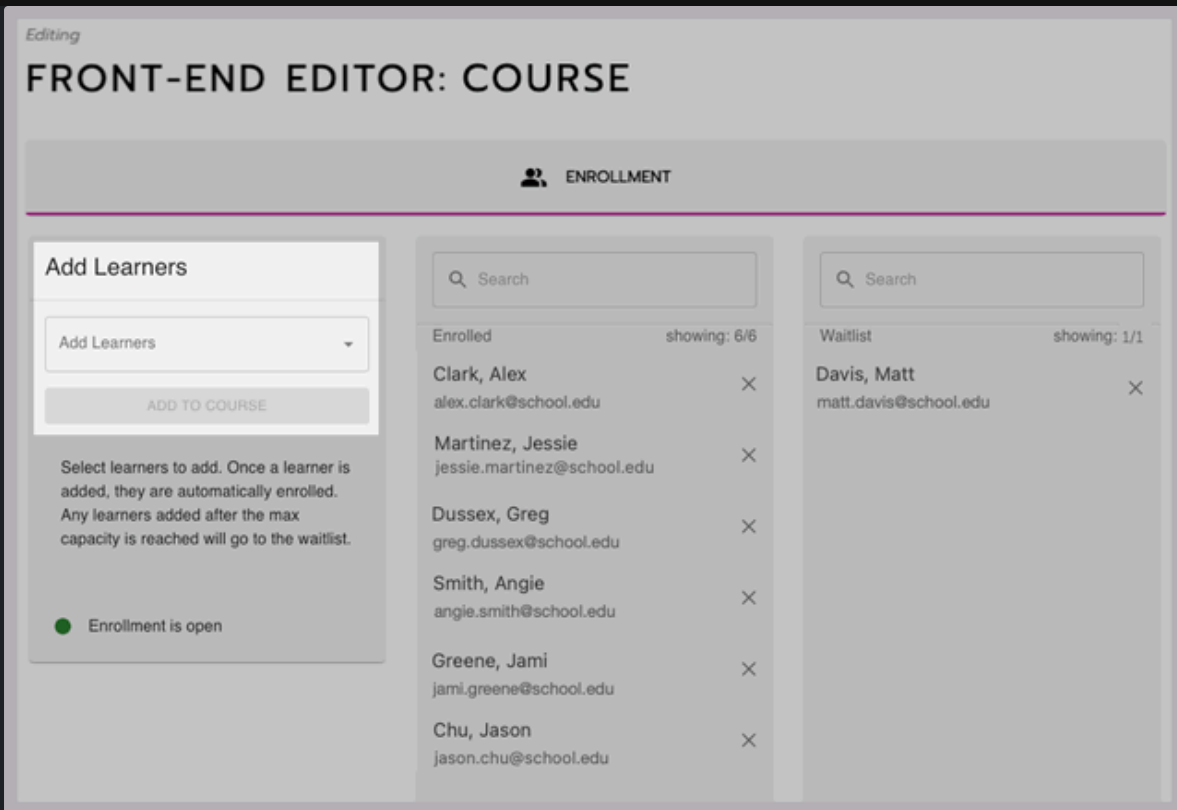 Editing
FRONT-END EDITOR: COURSE
ENROLLMENT
Add Learners
Add Learners
ADD TO COURSE
Select learners to add. Once a learner is
added, they are automatically enrolled.
Any learners added after the max
capacity is reached will go to the waitlist.
Enrollment is open
Search
Enrolled showing: 6/6
Clark, Alex
alex.clark@school.edu
Martinez, Jessie
jessie.martinez@school.edu
Dussex, Greg
greg.dussex@school.edu
Smith, Angie
angie.smith@school.edu
Greene, Jami
jami.greene@school.edu
Chu, Jason
jason.chu@school.edu
Search
Waitlist showing: 1/1
Davis, Matt
matt.davis@school.edu